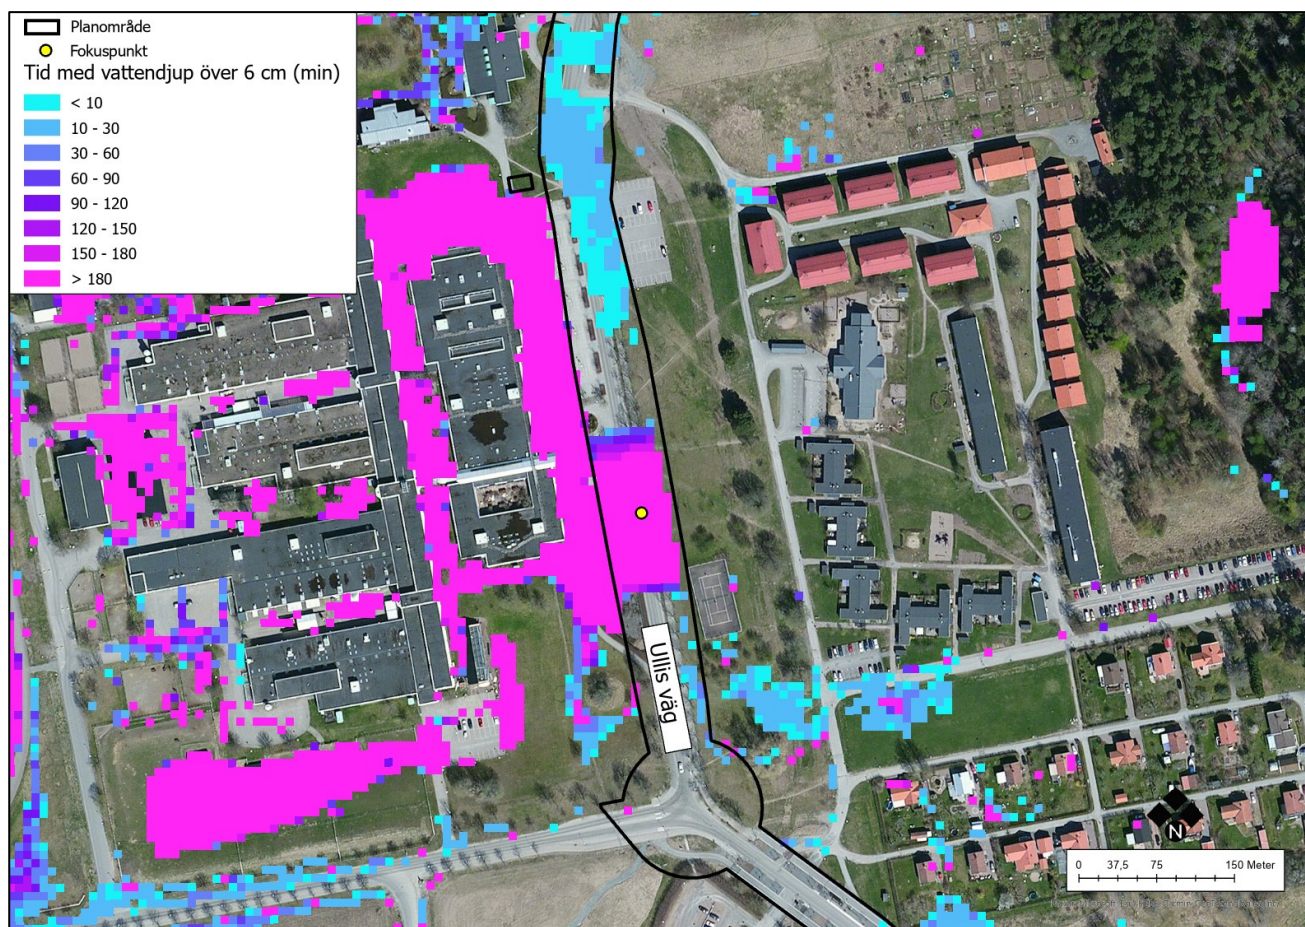 Planområde
Fokuspunkt
Tid med vattendjup över 6 cm (min)
< 10
10 - 30
30 - 60
60 - 90
90 - 120
120 - 150
150 - 180
> 180
Ullis väg
N
0 37,5 75 150 Meter